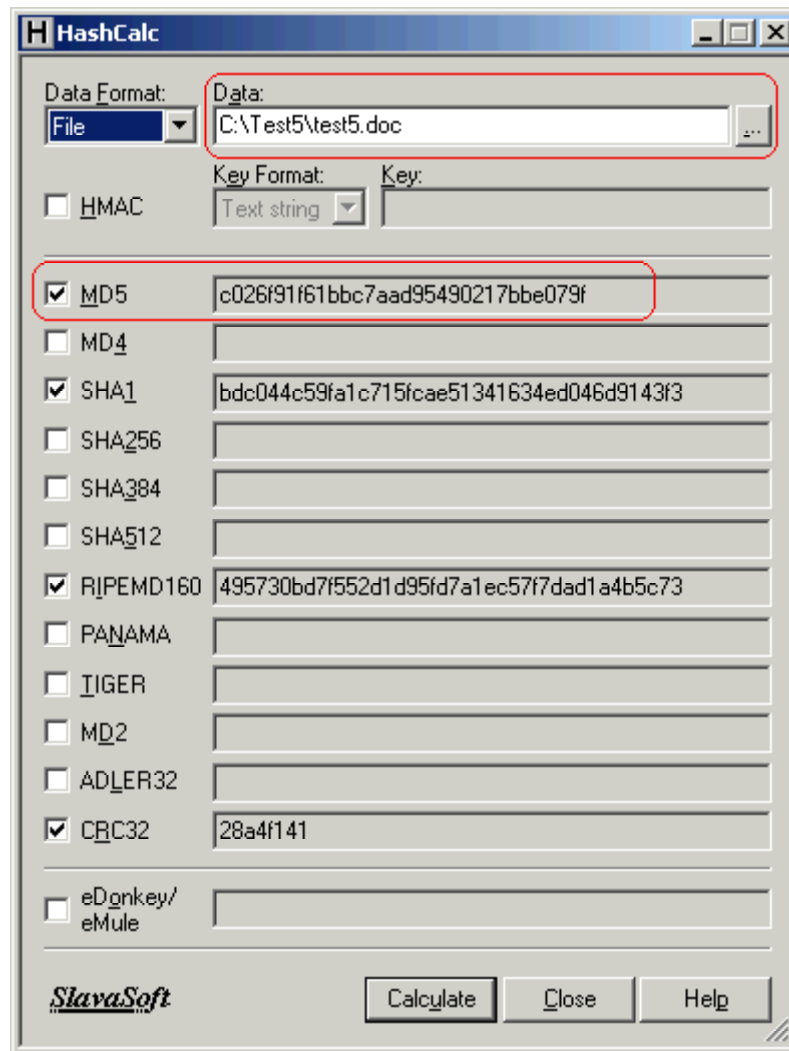 HashCalc
Data Format:
Data:
File
C:\Test5\test5.doc
...
Key Format:
Key:
HMAC
Text string
MD5
c026f91f61bbc7aad95490217bbe079f
MD4
SHA1
bdc044c59fa1c715fcae51341634ed046d9143f3
SHA256
SHA384
SHA512
RIPEMD160
495730bd7f552d1d95fd7a1ec57f7dad1a4b5c73
PANAMA
TIGER
MD2
ADLER32
CRC32
28a4f141
eDonkey/
eMule
SlavaSoft
Calculate
Close
Help